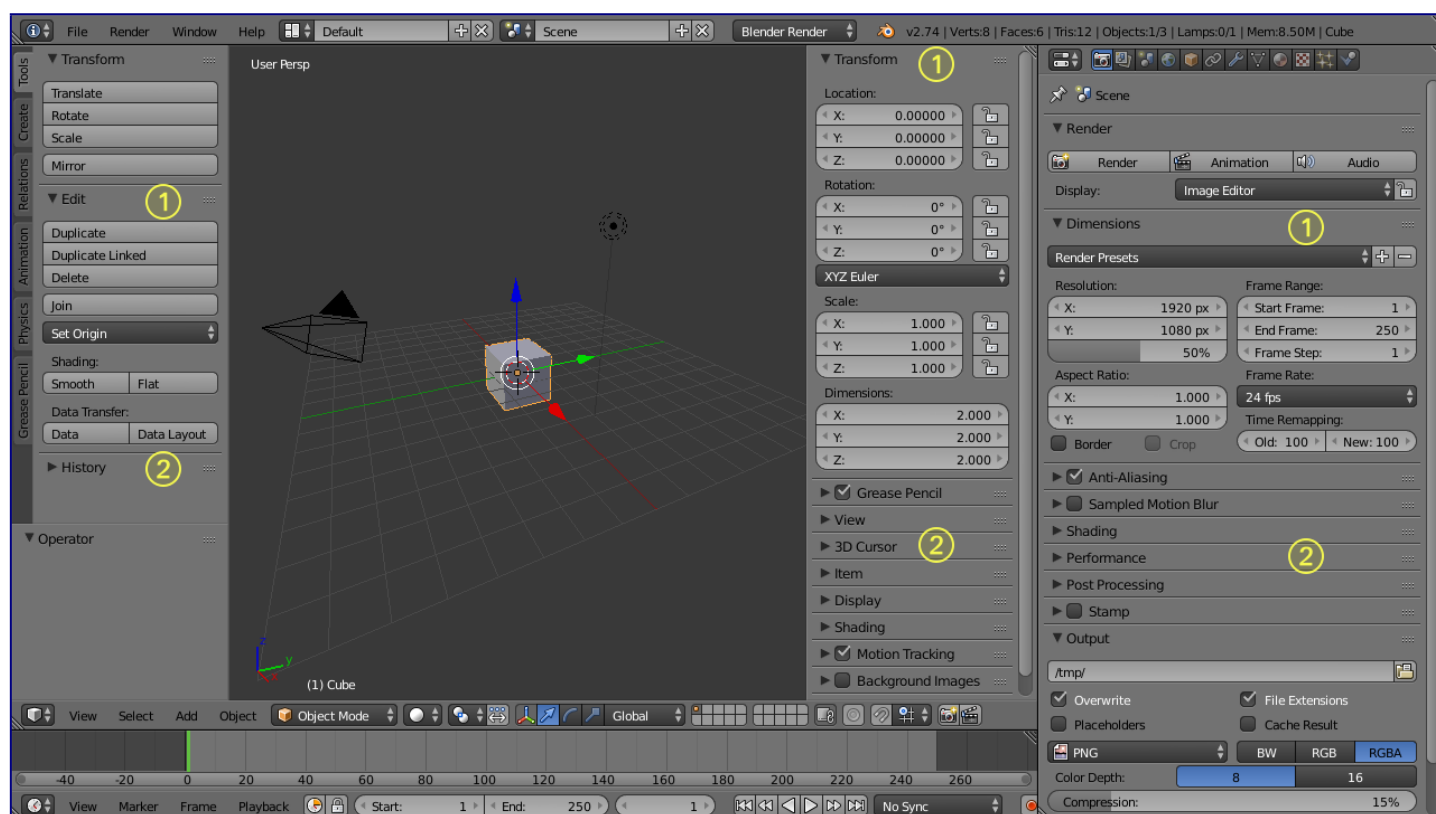 File Render Window Help Default Scene Blender Render v2.74 | Verts:8 | Faces:6 | Tris:12 | Objects:1/3 | Lamps:0/1 | Mem:8.50M | Cube
Tools
Create
Relations
Animation
Physics
Grease Pencil
Transform
Translate
Rotate
Scale
Mirror
Edit 1
Duplicate
Duplicate Linked
Delete
Join
Set Origin
Shading:
Smooth Flat
Data Transfer:
Data Data Layout
History 2
Operator
User Persp
z
y
x
(1) Cube
Transform 1
Location:
X: 0.00000
Y: 0.00000
Z: 0.00000
Rotation:
X: 0°
Y: 0°
Z: 0°
XYZ Euler
Scale:
X: 1.000
Y: 1.000
Z: 1.000
Dimensions:
X: 2.000
Y: 2.000
Z: 2.000
Grease Pencil
View
3D Cursor 2
Item
Display
Shading
Motion Tracking
Background Images
View Select Add Object Object Mode Global
-40 -20 0 20 40 60 80 100 120 140 160 180 200 220 240 260
View Marker Frame Playback Start: 1 End: 250 1 No Sync
Scene
Render
Render Animation Audio
Display: Image Editor
Dimensions 1
Render Presets
Resolution: Frame Range:
X: 1920 px Start Frame: 1
Y: 1080 px End Frame: 250
50% Frame Step: 1
Aspect Ratio: Frame Rate:
X: 1.000 24 fps
Y: 1.000 Time Remapping:
Border Crop Old: 100 New: 100
Anti-Aliasing
Sampled Motion Blur
Shading
Performance 2
Post Processing
Stamp
Output
/tmp/
Overwrite File Extensions
Placeholders Cache Result
PNG BW RGB RGBA
Color Depth: 8 16
Compression: 15%